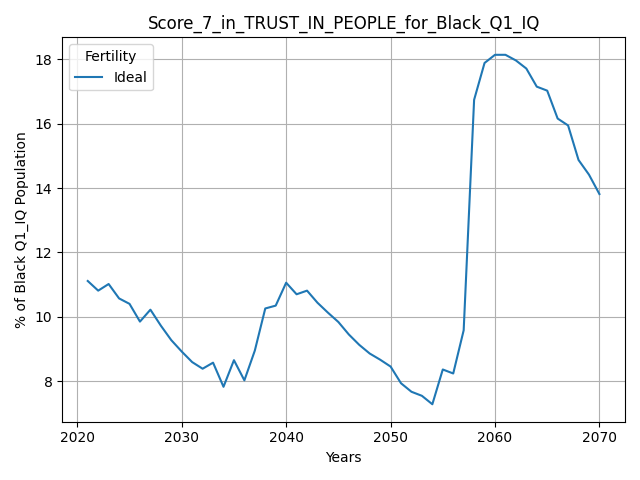 Score_7_in_TRUST_IN_PEOPLE_for_Black_Q1_IQ
Fertility
Ideal
% of Black Q1_IQ Population
18
16
14
12
10
8
2020 2030 2040 2050 2060 2070
Years